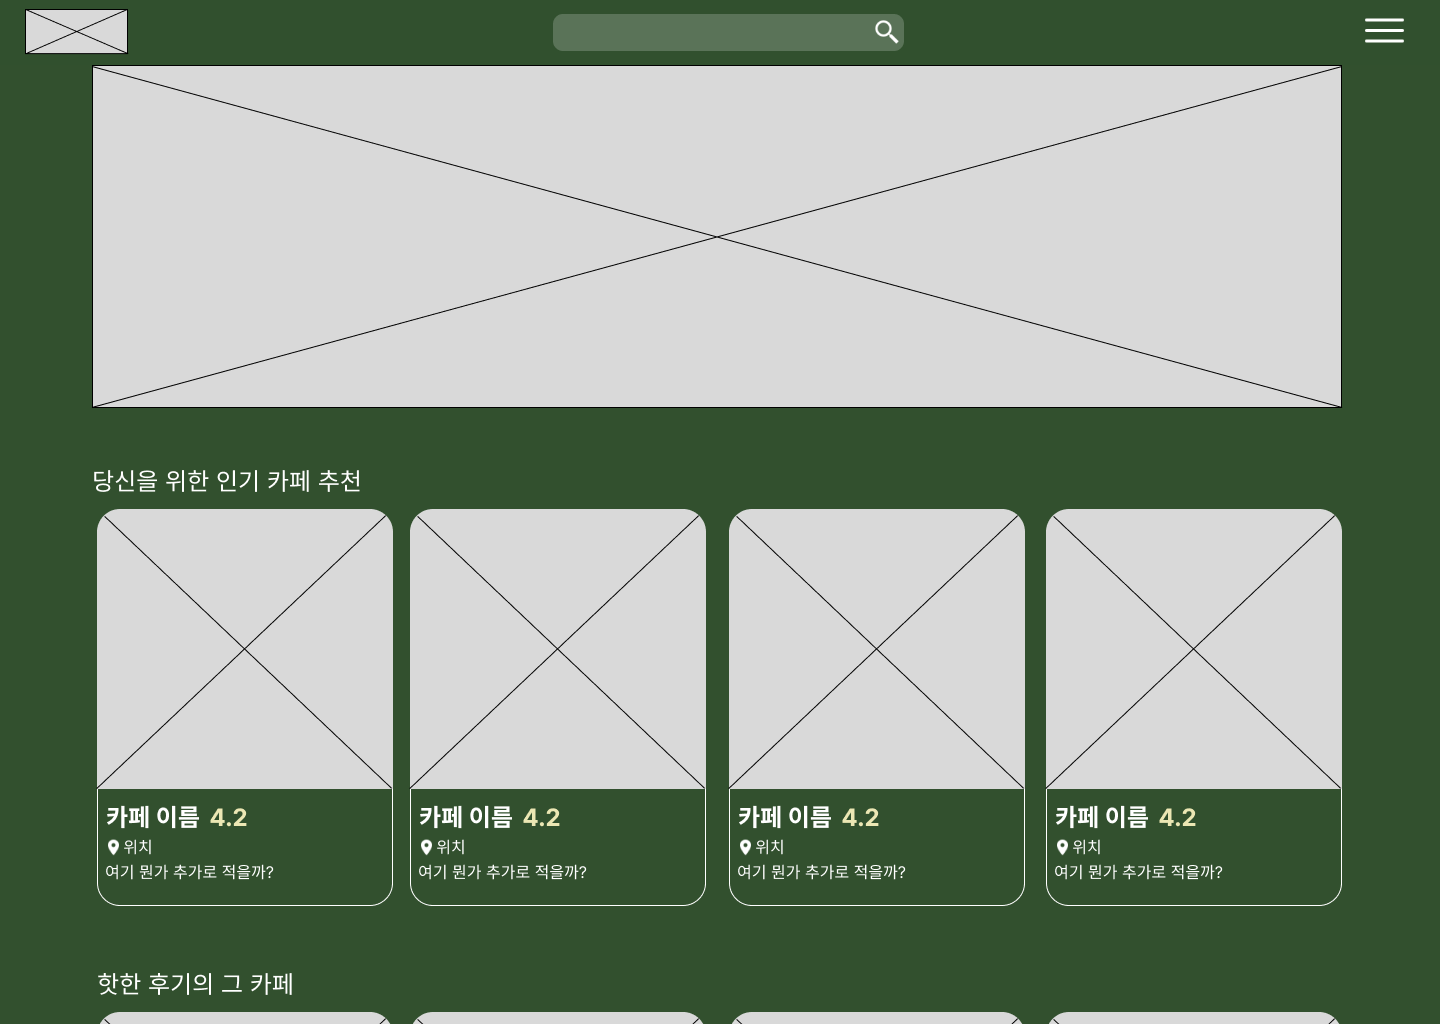 당신을 위한 인기 카페 추천
카페 이름 4.2
위치
여기 뭔가 추가로 적을까?
카페 이름 4.2
위치
여기 뭔가 추가로 적을까?
카페 이름 4.2
위치
여기 뭔가 추가로 적을까?
카페 이름 4.2
위치
여기 뭔가 추가로 적을까?
핫한 후기의 그 카페